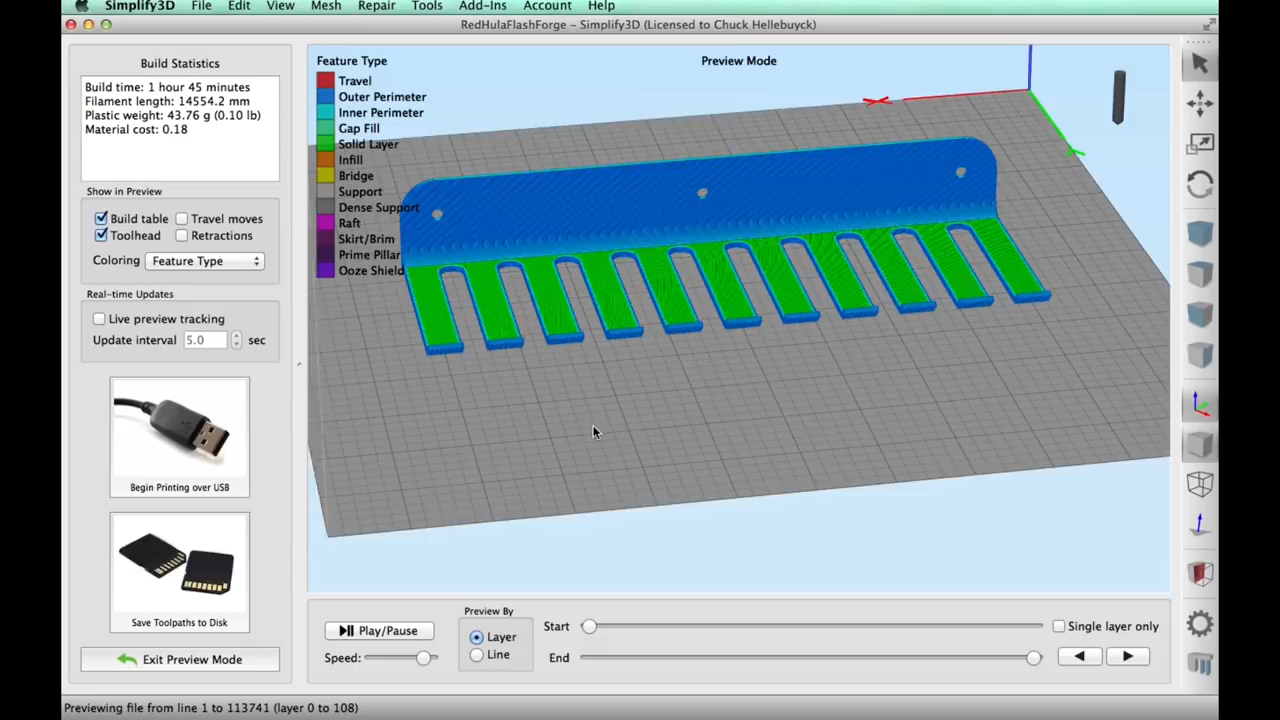 Simplify3D File Edit View Mesh Repair Tools Add-Ins Account Help
RedHulaFlashForge – Simplify3D (Licensed to Chuck Hellebuyck)
Build Statistics
Build time: 1 hour 45 minutes
Filament length: 14554.2 mm
Plastic weight: 43.76 g (0.10 lb)
Material cost: 0.18
Show in Preview
Build table Travel moves
Toolhead Retractions
Coloring Feature Type
Real-time Updates
Live preview tracking
Update interval 5.0 sec
Begin Printing over USB
Save Toolpaths to Disk
Exit Preview Mode
Feature Type
Travel
Outer Perimeter
Inner Perimeter
Gap Fill
Solid Layer
Infill
Bridge
Support
Dense Support
Raft
Skirt/Brim
Prime Pillar
Ooze Shield
Preview Mode
Play/Pause
Speed:
Preview By
Layer
Line
Start
End
Single layer only
Previewing file from line 1 to 113741 (layer 0 to 108)